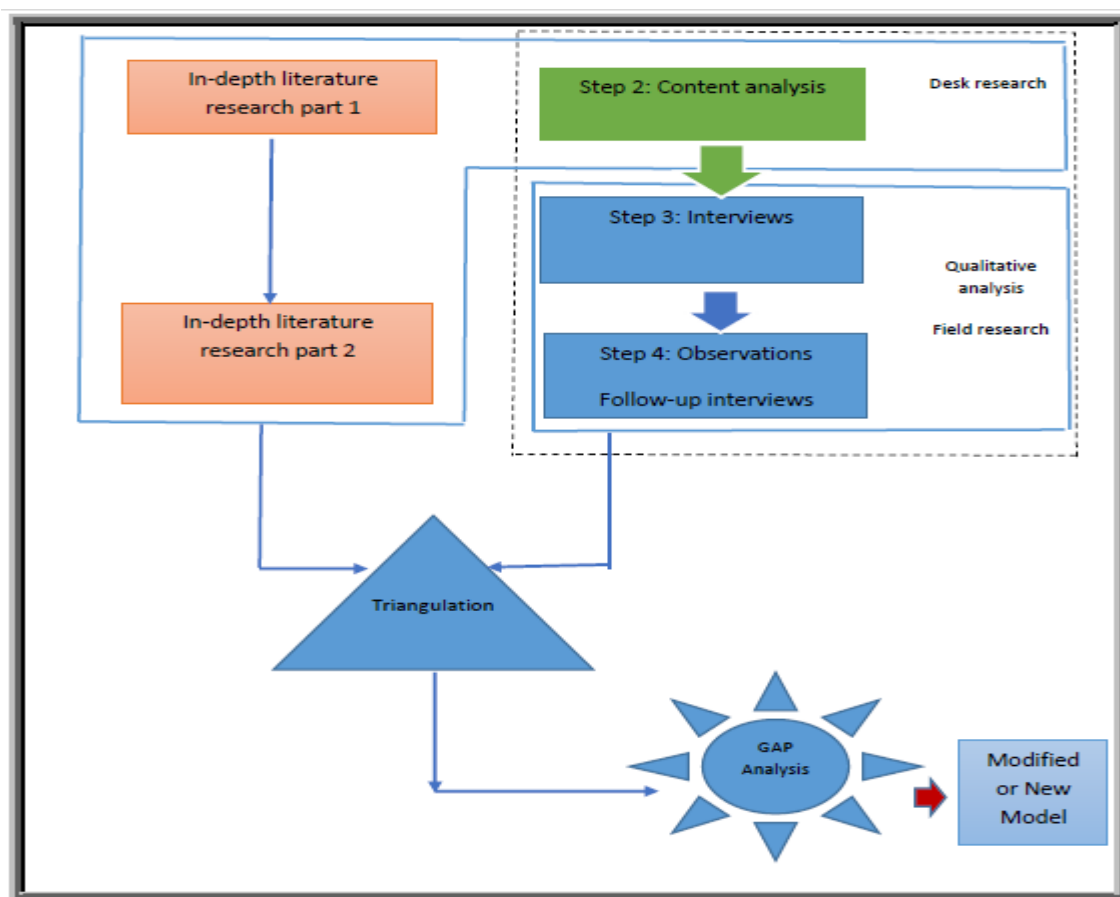 In-depth literature
research part 1
Step 2: Content analysis
Desk research
Step 3: Interviews
Qualitative
analysis
Field research
In-depth literature
research part 2
Step 4: Observations
Follow-up interviews
Triangulation
GAP
Analysis
Modified
or New
Model